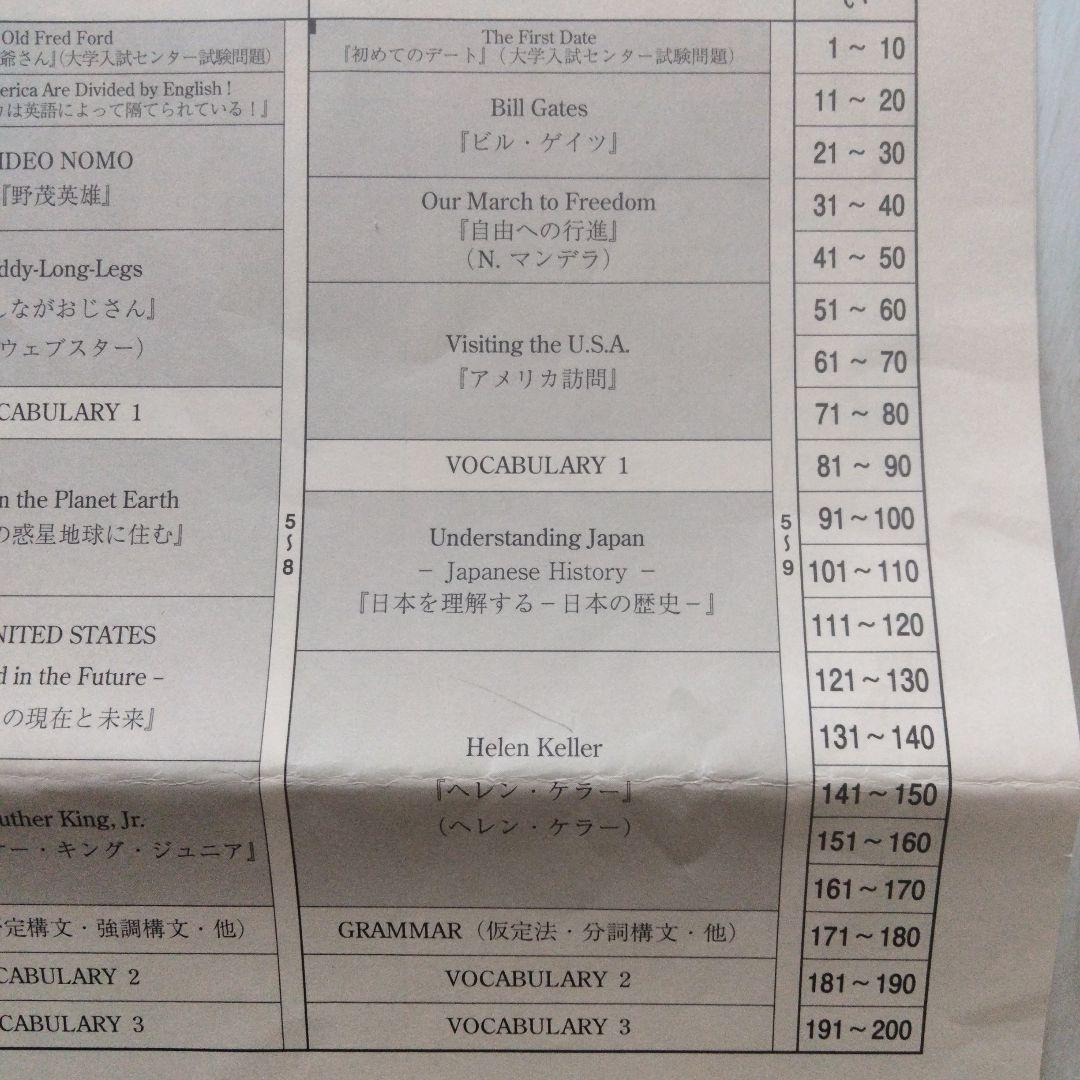 Old Fred Ford
爺さん』(大学入試センター試験問題)
erica Are Divided by English !
は英語によって隔てられている!』
IDEO NOMO
『野茂英雄』
ddy-Long-Legs
しながおじさん』
ウェブスター)
CABULARY 1
n the Planet Earth
の惑星地球に住む』
NITED STATES
d in the Future –
の現在と未来』
uther King, Jr.
ー・キング・ジュニア』
定構文・強調構文・他)
CABULARY 2
CABULARY 3
5〜8
The First Date
『初めてのデート』(大学入試センター試験問題)
Bill Gates
『ビル・ゲイツ』
Our March to Freedom
『自由への行進』
(N. マンデラ)
Visiting the U.S.A.
『アメリカ訪問』
VOCABULARY 1
Understanding Japan
– Japanese History –
『日本を理解する–日本の歴史–』
Helen Keller
『ヘレン・ケラー』
(ヘレン・ケラー)
GRAMMAR(仮定法・分詞構文・他)
VOCABULARY 2
VOCABULARY 3
5〜9
い
1〜 10
11〜 20
21〜 30
31〜 40
41〜 50
51〜 60
61〜 70
71〜 80
81〜 90
91〜100
101〜110
111〜120
121〜130
131〜140
141〜150
151〜160
161〜170
171〜180
181〜190
191〜200